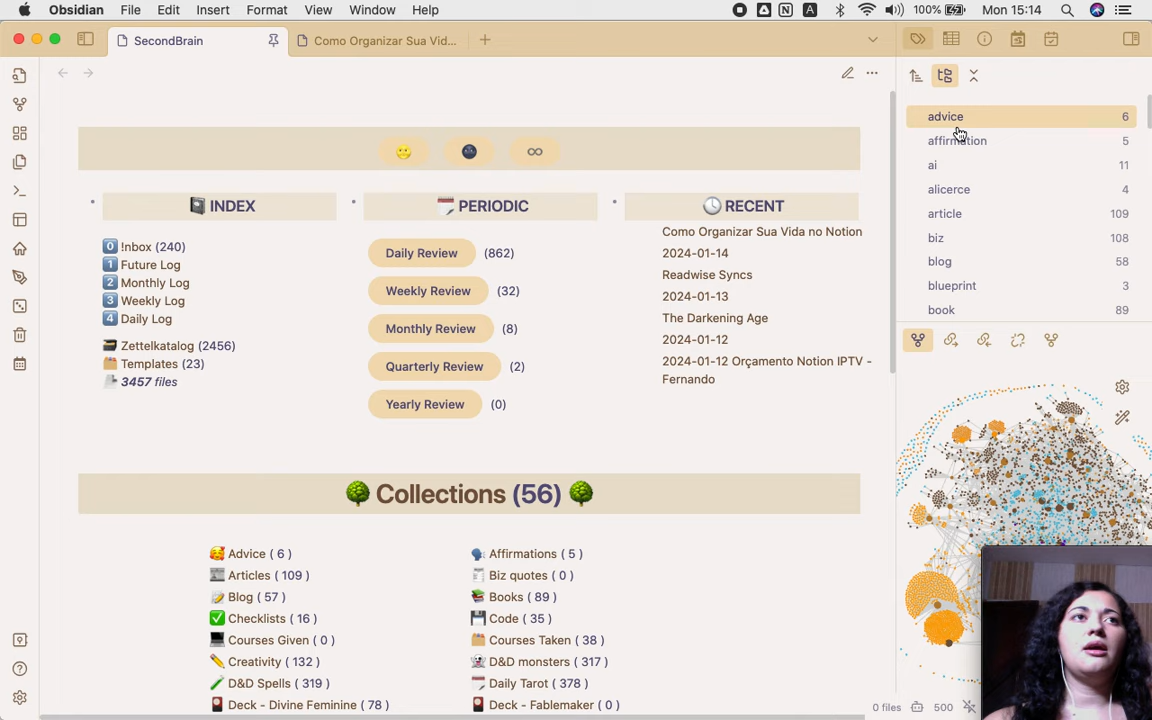 Obsidian File Edit Insert Format View Window Help 100% Mon 15:14
SecondBrain Como Organizar Sua Vid...
INDEX
0 !nbox (240)
1 Future Log
2 Monthly Log
3 Weekly Log
4 Daily Log
Zettelkatalog (2456)
Templates (23)
3457 files
PERIODIC
Daily Review (862)
Weekly Review (32)
Monthly Review (8)
Quarterly Review (2)
Yearly Review (0)
RECENT
Como Organizar Sua Vida no Notion
2024-01-14
Readwise Syncs
2024-01-13
The Darkening Age
2024-01-12
2024-01-12 Orçamento Notion IPTV -
Fernando
Collections (56)
Advice ( 6 )
Articles ( 109 )
Blog ( 57 )
Checklists ( 16 )
Courses Given ( 0 )
Creativity ( 132 )
D&D Spells ( 319 )
Deck - Divine Feminine ( 78 )
Affirmations ( 5 )
Biz quotes ( 0 )
Books ( 89 )
Code ( 35 )
Courses Taken ( 38 )
D&D monsters ( 317 )
Daily Tarot ( 378 )
Deck - Fablemaker ( 0 )
advice 6
affirmation 5
ai 11
alicerce 4
article 109
biz 108
blog 58
blueprint 3
book 89
0 files 500